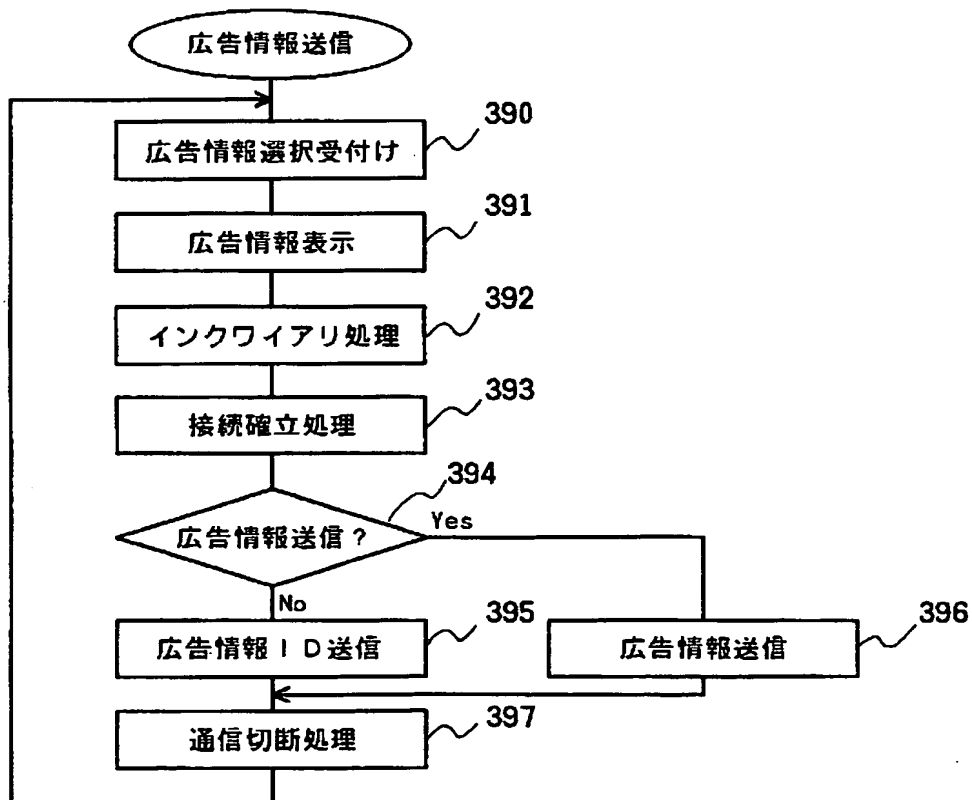 広告情報送信
390
広告情報選択受付け
391
広告情報表示
392
インクワイアリ処理
393
接続確立処理
394
広告情報送信？
Yes
No
395
広告情報ＩＤ送信
396
広告情報送信
397
通信切断処理